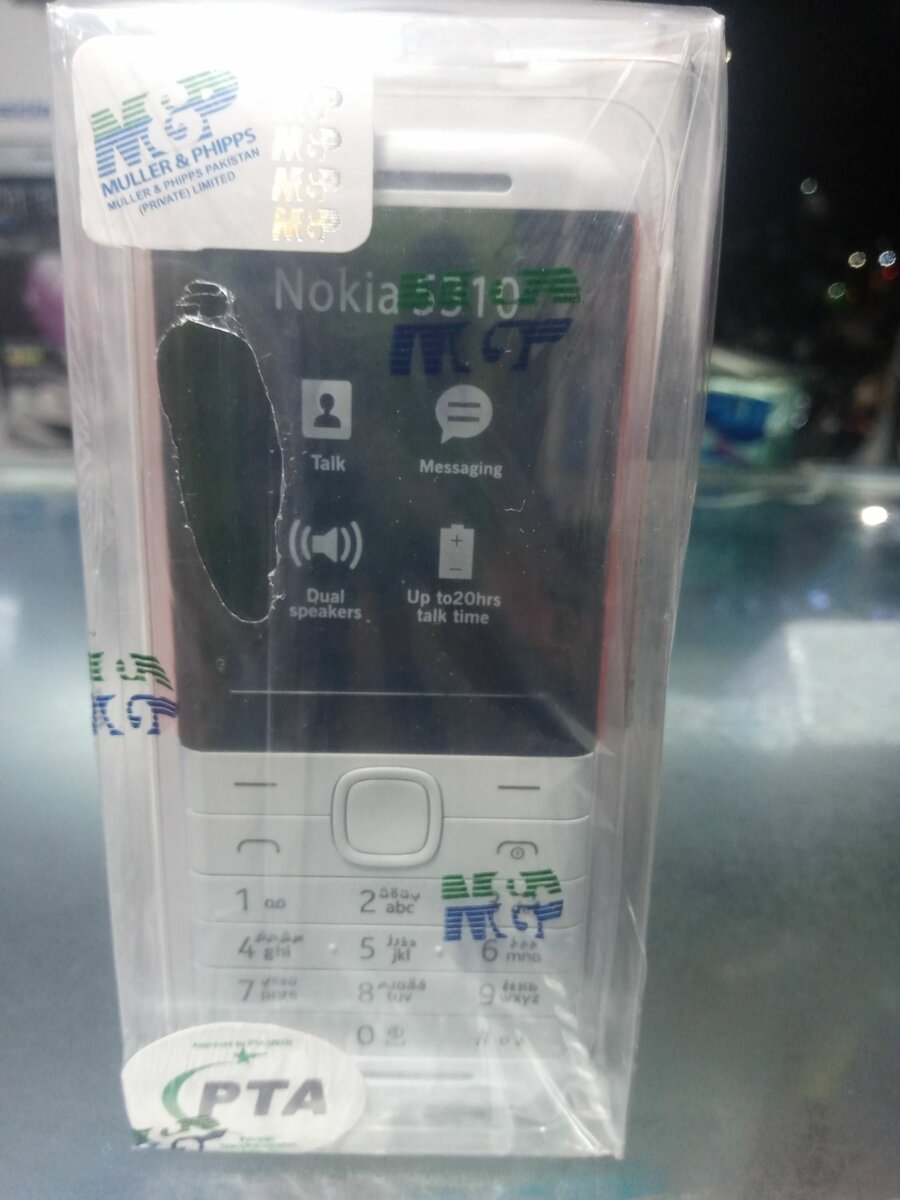 M&P
MULLER & PHIPPS
MULLER & PHIPPS PAKISTAN
(PRIVATE) LIMITED
M&P
M&P
M&P
M&P
Nokia 5310
M&P
Talk
Messaging
Dual
speakers
Up to20hrs
talk time
M&P
1
2 abc
M&P
4 ghi
5 jkl
6 mno
7 pqrs
8 tuv
9 wxyz
0
PTA